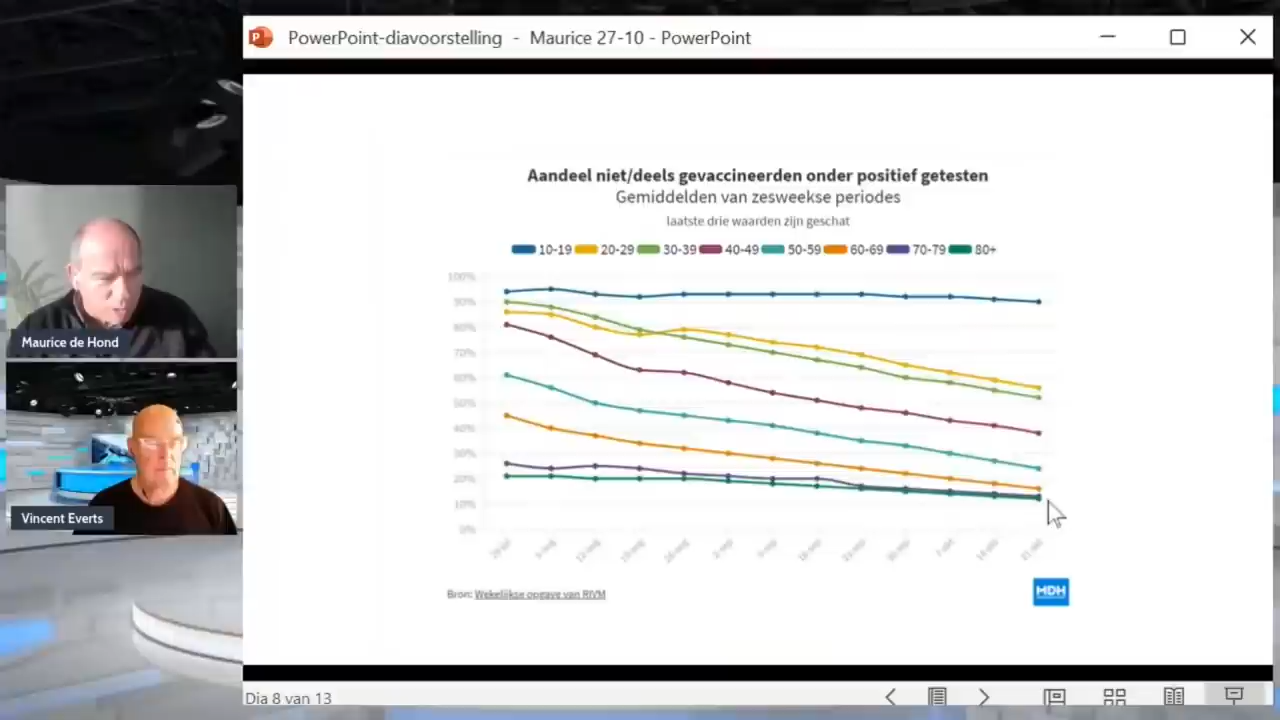 PowerPoint-diavoorstelling - Maurice 27-10 - PowerPoint
Aandeel niet/deels gevaccineerden onder positief getesten
Gemiddelden van zesweekse periodes
laatste drie waarden zijn geschat
10-19 20-29 30-39 40-49 50-59 60-69 70-79 80+
100%
90%
80%
70%
60%
50%
40%
30%
20%
10%
0%
Bron: Wekelijkse opgave van RIVM
MDH
Maurice de Hond
Vincent Everts
Dia 8 van 13